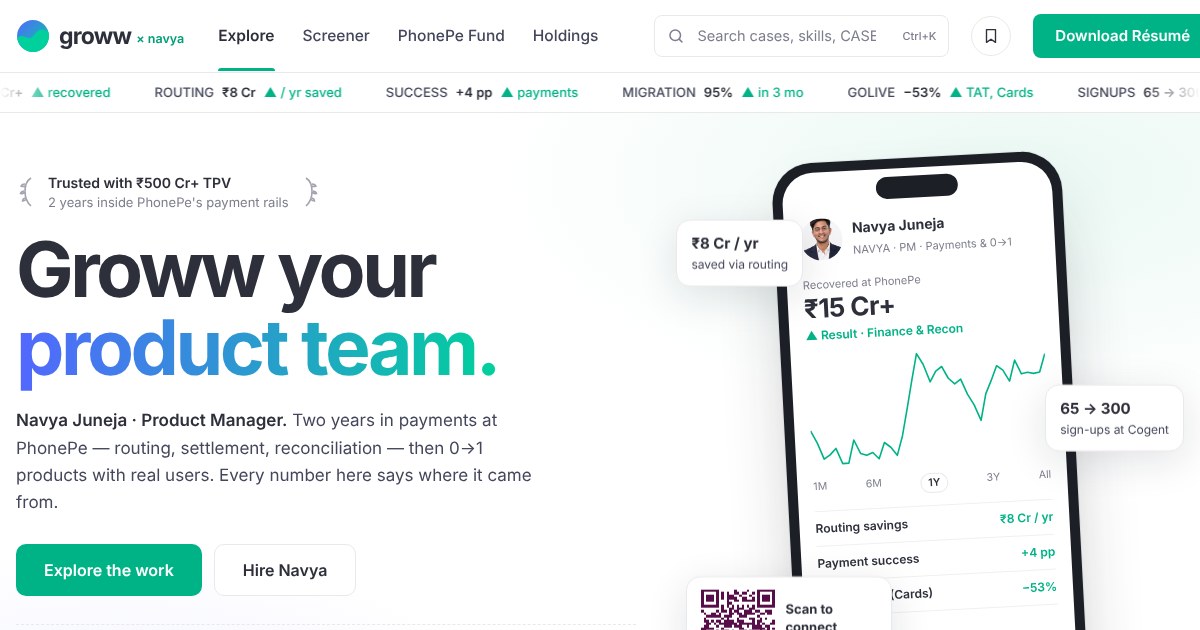 groww × navya
Explore
Screener
PhonePe Fund
Holdings
Search cases, skills, CASE
Ctrl+K
Download Résumé
Cr+ ▲ recovered
ROUTING ₹8 Cr ▲ / yr saved
SUCCESS +4 pp ▲ payments
MIGRATION 95% ▲ in 3 mo
GOLIVE −53% ▲ TAT, Cards
SIGNUPS 65 → 30
Trusted with ₹500 Cr+ TPV
2 years inside PhonePe's payment rails
Groww your
product team.
Navya Juneja · Product Manager. Two years in payments at
PhonePe — routing, settlement, reconciliation — then 0→1
products with real users. Every number here says where it came
from.
Explore the work
Hire Navya
₹8 Cr / yr
saved via routing
Navya Juneja
NAVYA · PM · Payments & 0→1
Recovered at PhonePe
₹15 Cr+
▲ Result · Finance & Recon
65 → 300
sign-ups at Cogent
1M
6M
1Y
3Y
All
Routing savings
₹8 Cr / yr
Payment success
+4 pp
(Cards)
−53%
Scan to
connect